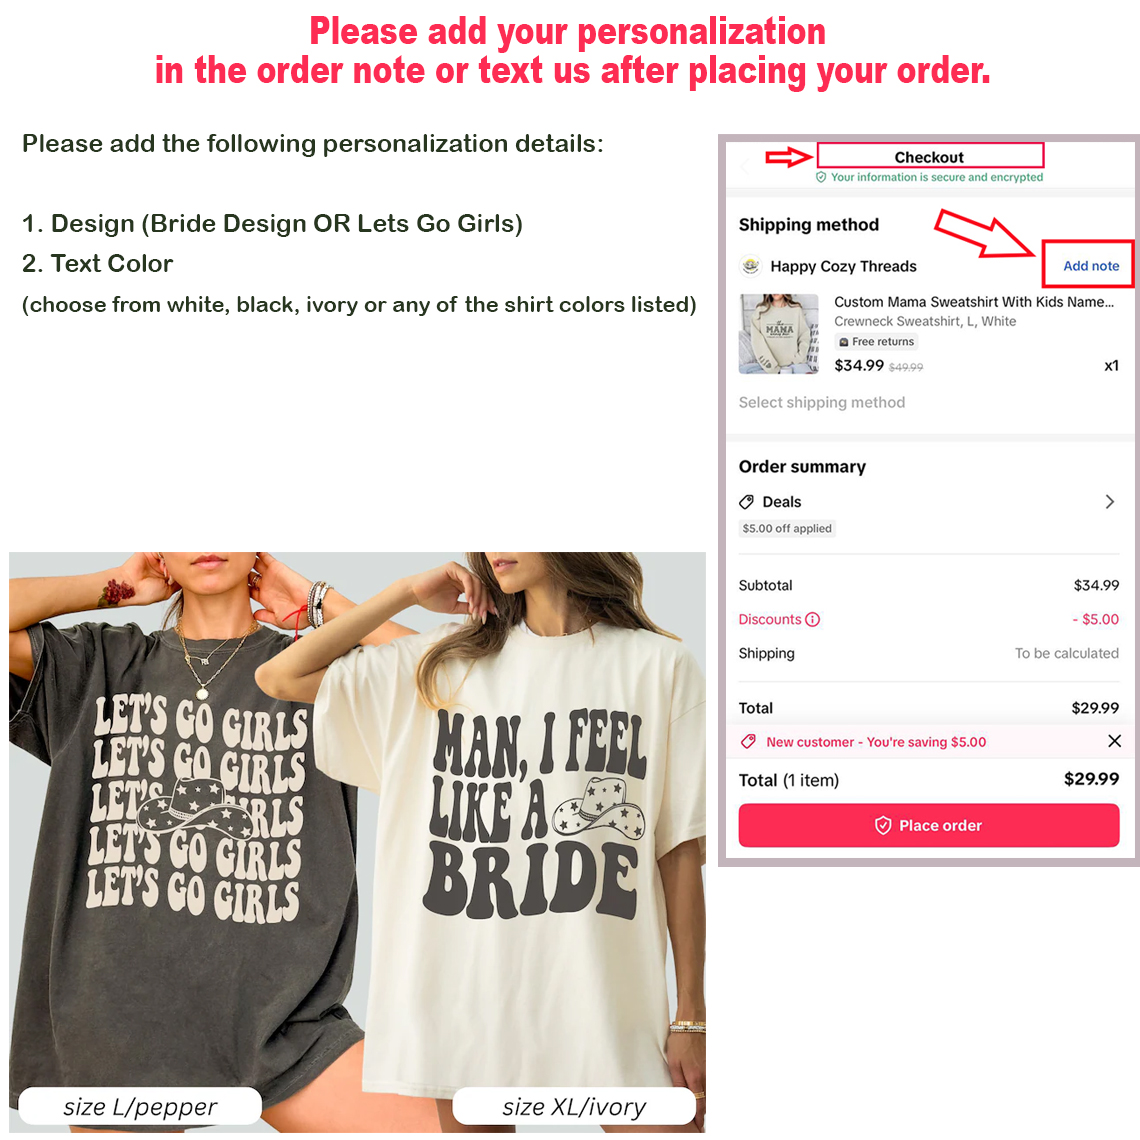 Please add your personalization
in the order note or text us after placing your order.
Please add the following personalization details:
1. Design (Bride Design OR Lets Go Girls)
2. Text Color
(choose from white, black, ivory or any of the shirt colors listed)
Checkout
Your information is secure and encrypted
Shipping method
Happy Cozy Threads
Add note
Custom Mama Sweatshirt With Kids Name...
Crewneck Sweatshirt, L, White
Free returns
$34.99 $49.99
x1
MAMA
Select shipping method
Order summary
Deals
$5.00 off applied
Subtotal
$34.99
Discounts
- $5.00
Shipping
To be calculated
Total
$29.99
New customer - You're saving $5.00
Total (1 item)
$29.99
Place order
LET'S GO GIRLS
LET'S GO GIRLS
LET'S IRLS
LET'S GO GIRLS
LET'S GO GIRLS
MAN, I FEEL
LIKE A
BRIDE
size L/pepper
size XL/ivory